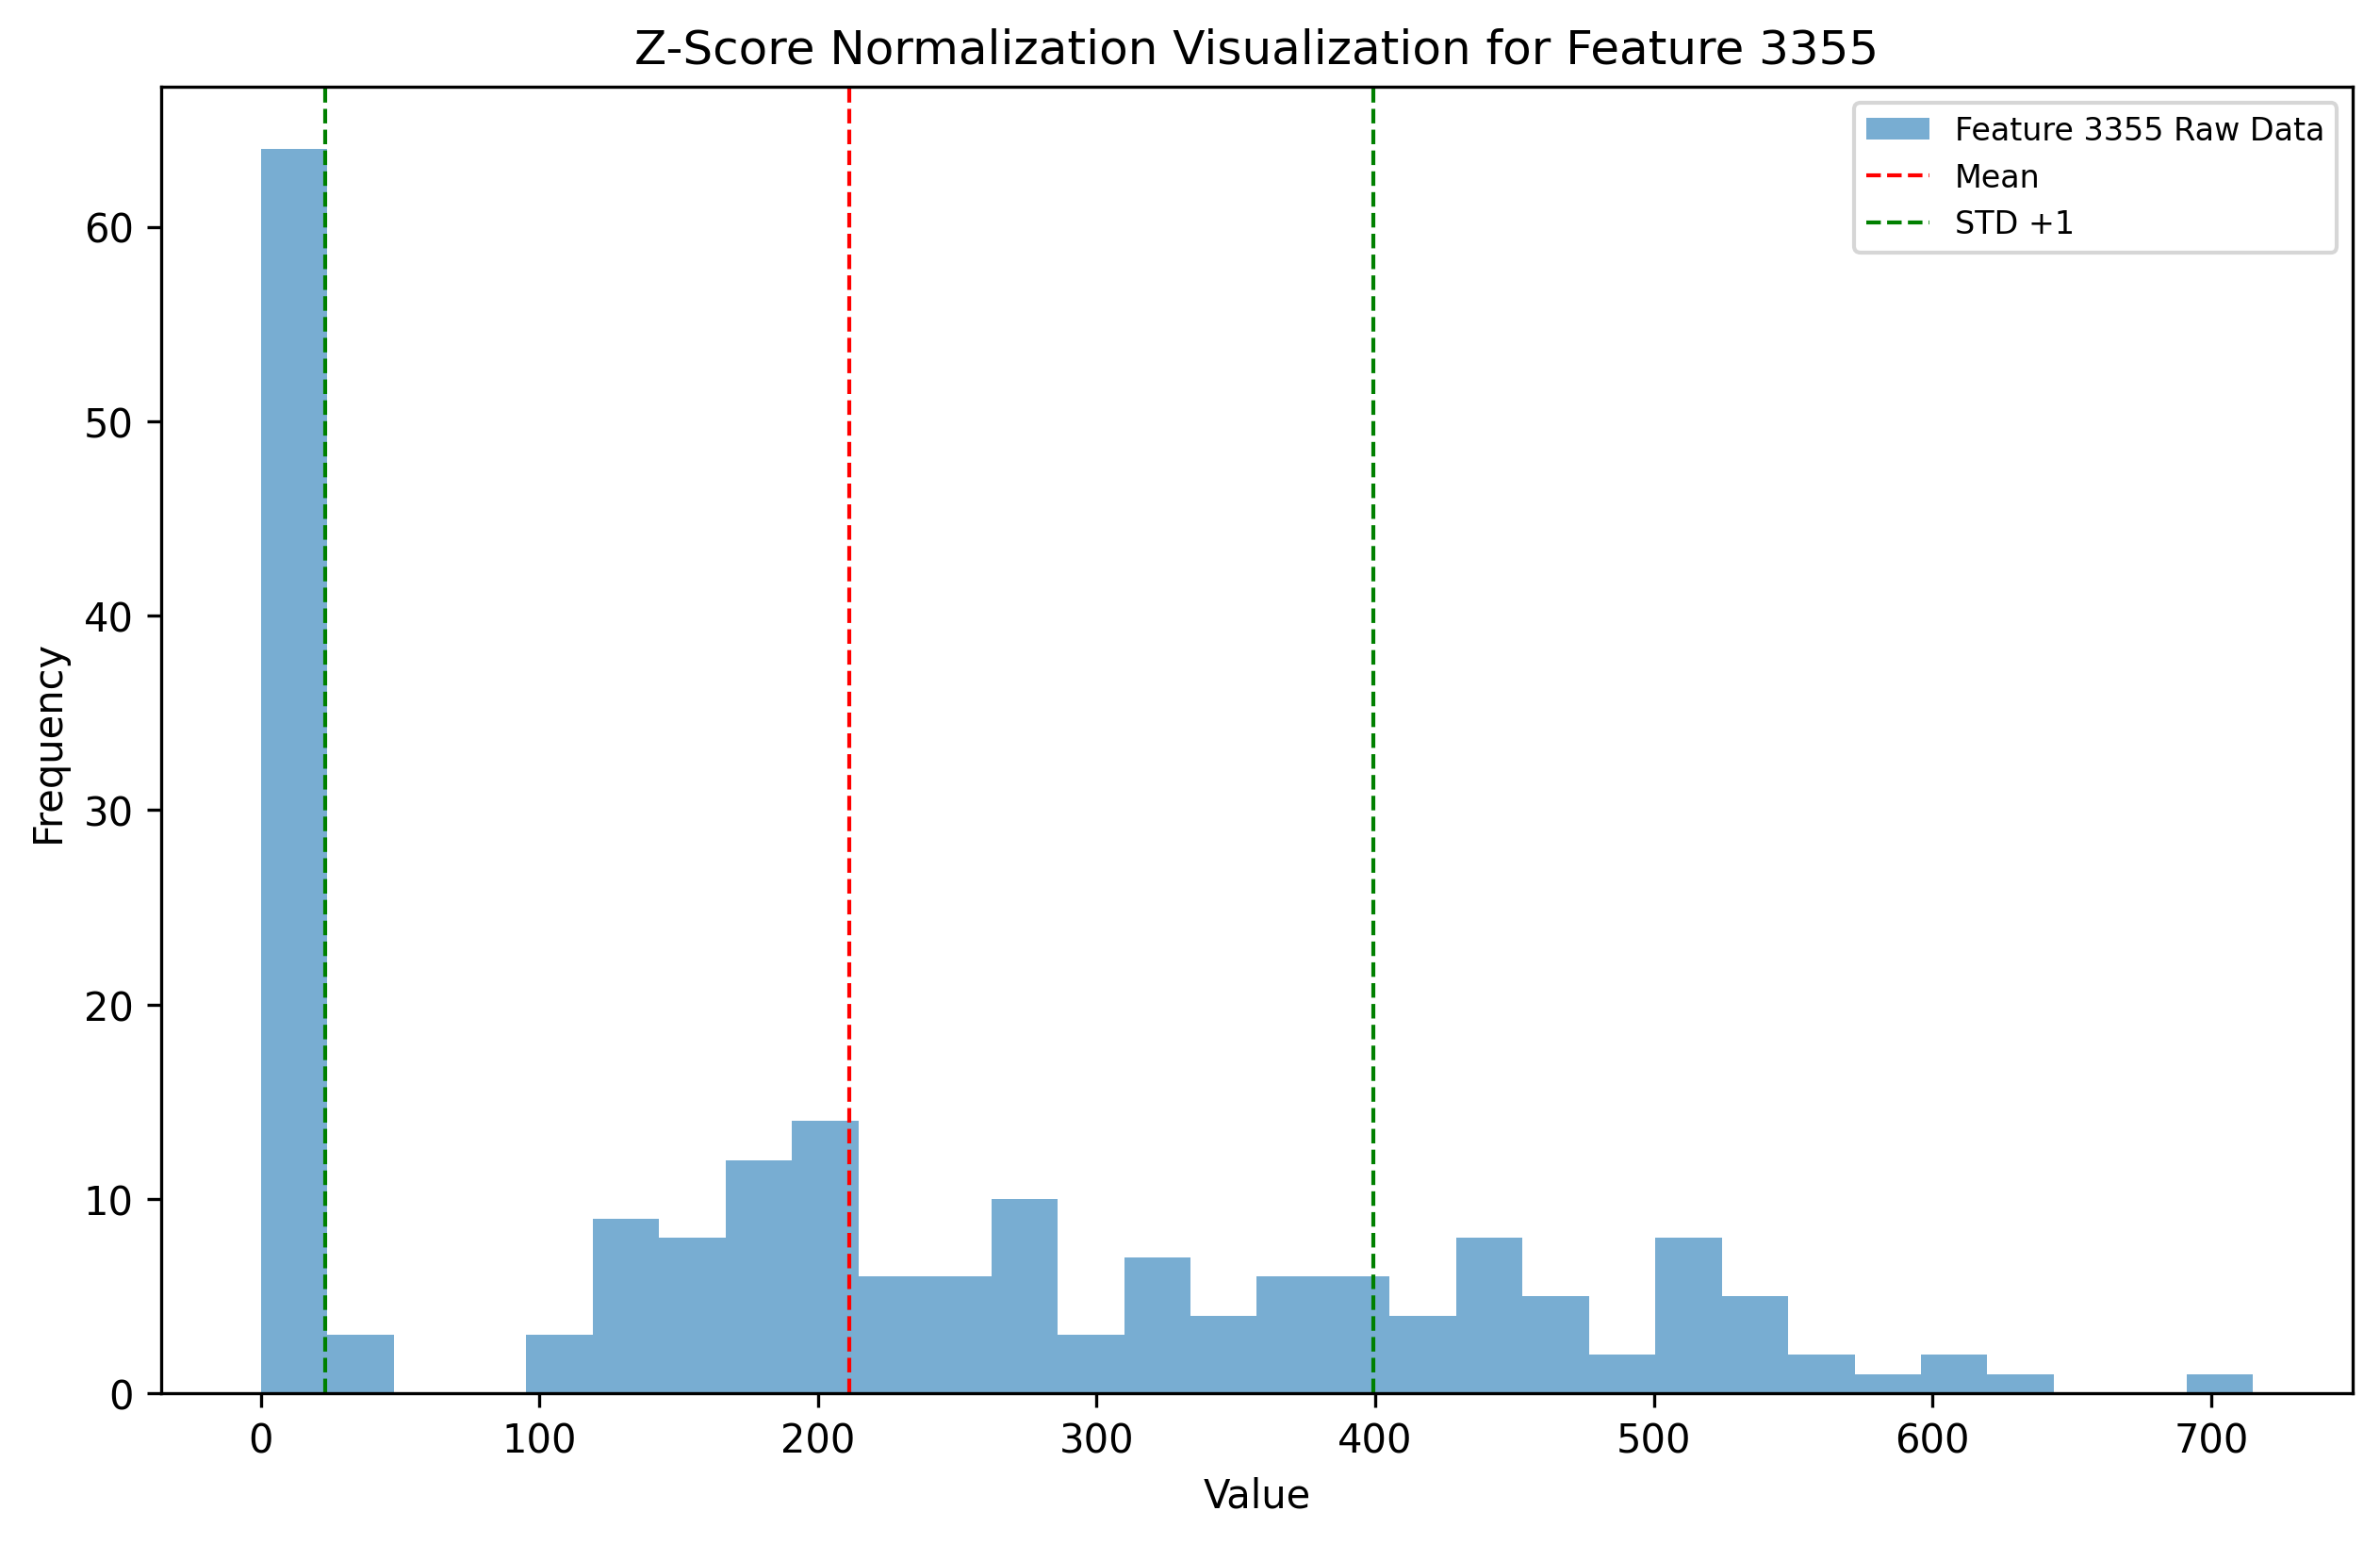 Z-Score Normalization Visualization for Feature 3355
Feature 3355 Raw Data
Mean
STD +1
Frequency
60
50
40
30
20
10
0
0 100 200 300 400 500 600 700
Value